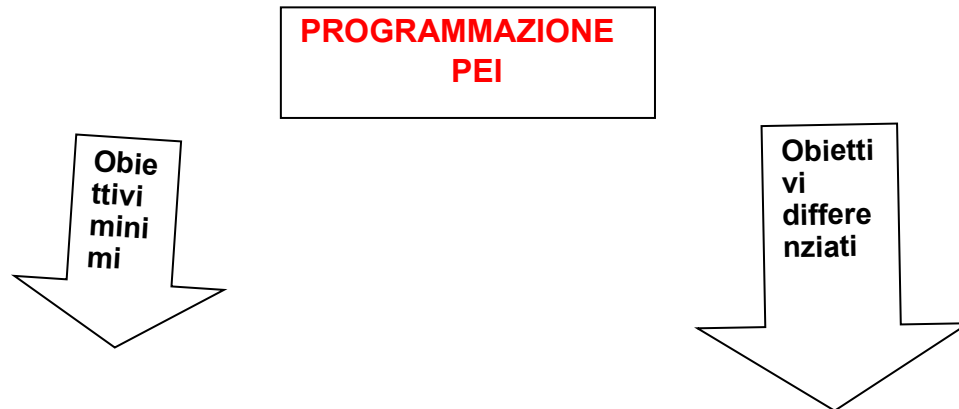 PROGRAMMAZIONE
PEI
Obie
ttivi
mini
mi
Obietti
vi
differe
nziati